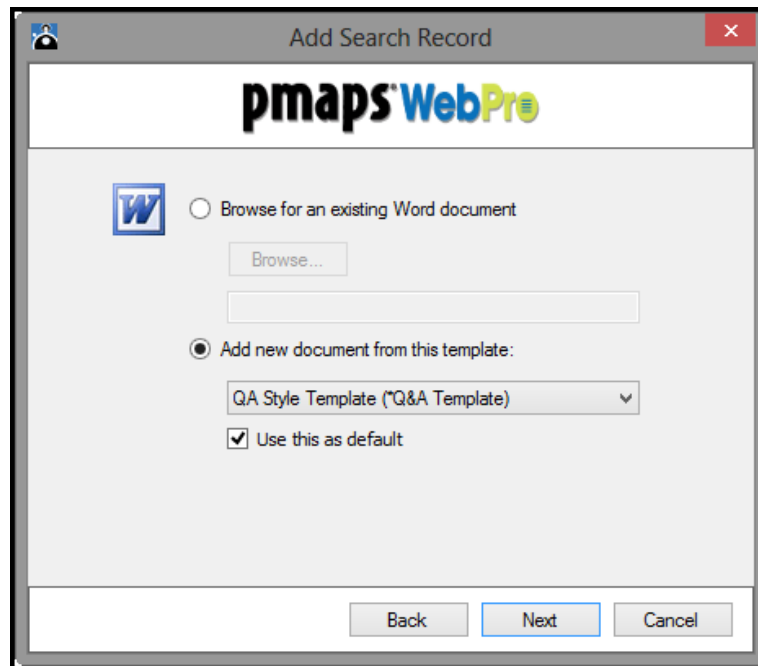 Add Search Record
pmaps® WebPro
W
Browse for an existing Word document
Browse...
Add new document from this template:
QA Style Template (*Q&A Template)
Use this as default
Back Next Cancel